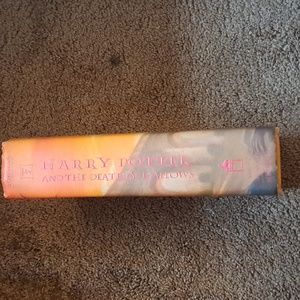 HARRY POTTER
AND THE DEATHLY HALLOWS